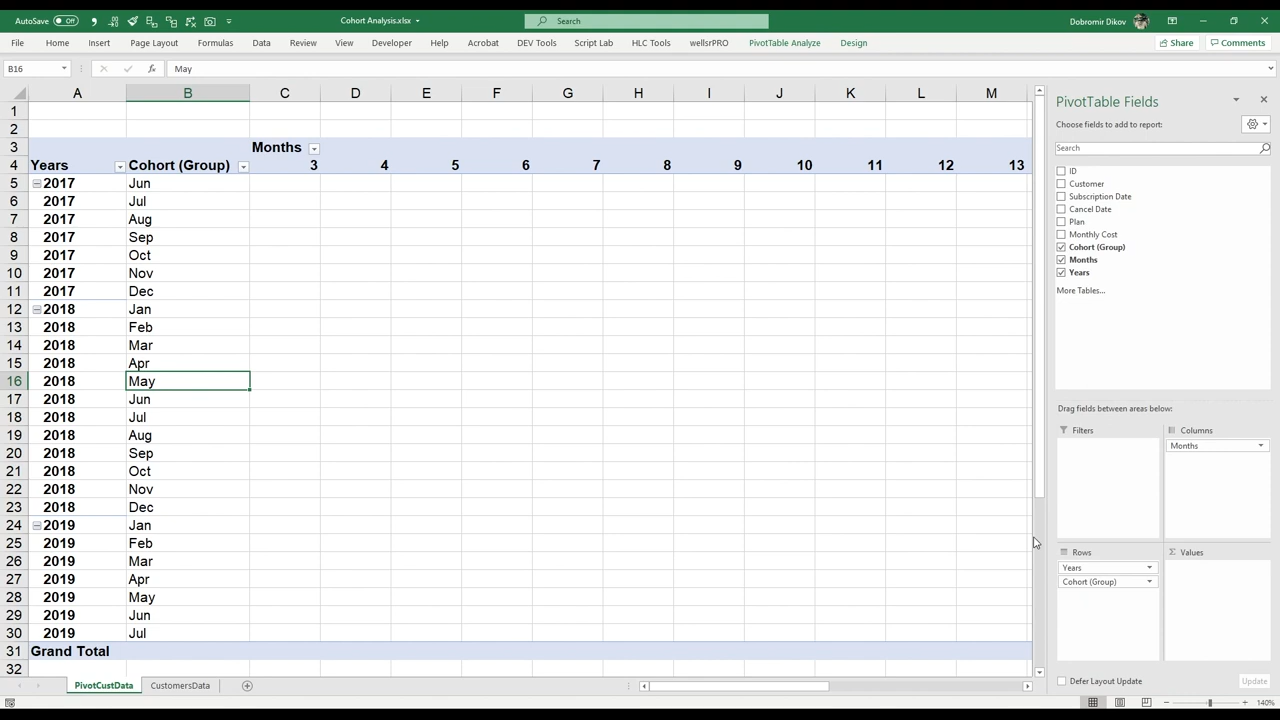 AutoSave Off Cohort Analysis.xlsx Search Dobromir Dikov
File Home Insert Page Layout Formulas Data Review View Developer Help Acrobat DEV Tools Script Lab HLC Tools wellsrPRO PivotTable Analyze Design Share Comments
B16 fx May
A B C D E F G H I J K L M
1
2
3 Months
4 Years Cohort (Group) 3 4 5 6 7 8 9 10 11 12 13
5 2017 Jun
6 2017 Jul
7 2017 Aug
8 2017 Sep
9 2017 Oct
10 2017 Nov
11 2017 Dec
12 2018 Jan
13 2018 Feb
14 2018 Mar
15 2018 Apr
16 2018 May
17 2018 Jun
18 2018 Jul
19 2018 Aug
20 2018 Sep
21 2018 Oct
22 2018 Nov
23 2018 Dec
24 2019 Jan
25 2019 Feb
26 2019 Mar
27 2019 Apr
28 2019 May
29 2019 Jun
30 2019 Jul
31 Grand Total
32
PivotTable Fields
Choose fields to add to report:
Search
ID
Customer
Subscription Date
Cancel Date
Plan
Monthly Cost
Cohort (Group)
Months
Years
More Tables...
Drag fields between areas below:
Filters Columns
Months
Rows Σ Values
Years
Cohort (Group)
Defer Layout Update Update
PivotCustData CustomersData
140%